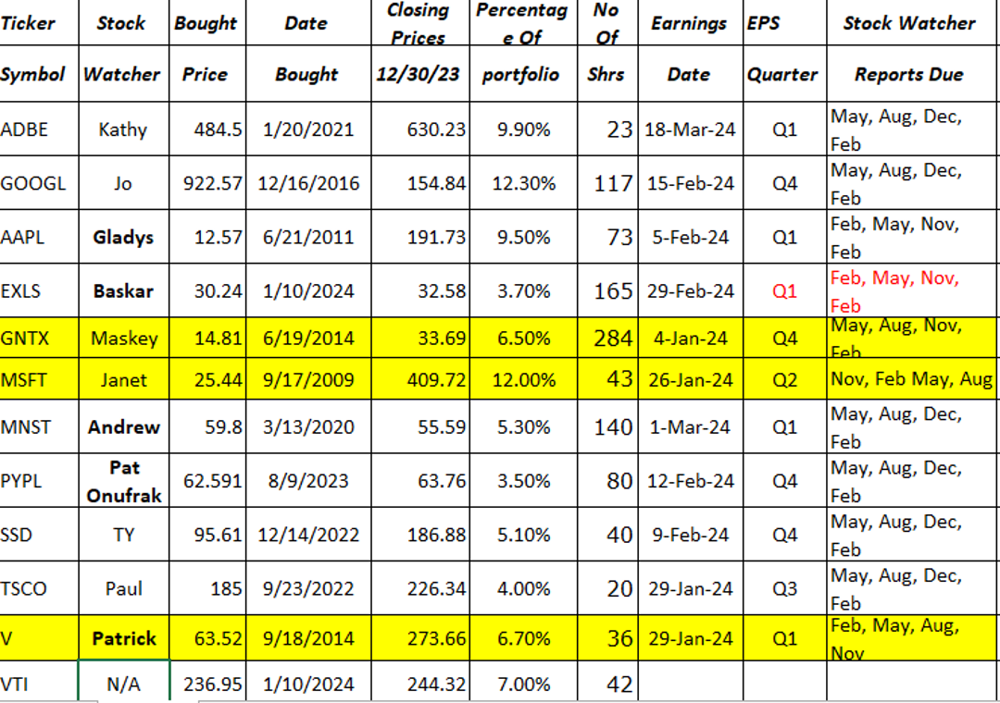 Ticker Stock Bought Date Closing Prices Percentag e Of No Of Earnings EPS Stock Watcher
Symbol Watcher Price Bought 12/30/23 portfolio Shrs Date Quarter Reports Due
ADBE Kathy 484.5 1/20/2021 630.23 9.90% 23 18-Mar-24 Q1 May, Aug, Dec, Feb
GOOGL Jo 922.57 12/16/2016 154.84 12.30% 117 15-Feb-24 Q4 May, Aug, Dec, Feb
AAPL Gladys 12.57 6/21/2011 191.73 9.50% 73 5-Feb-24 Q1 Feb, May, Nov, Feb
EXLS Baskar 30.24 1/10/2024 32.58 3.70% 165 29-Feb-24 Q1 Feb, May, Nov, Feb
GNTX Maskey 14.81 6/19/2014 33.69 6.50% 284 4-Jan-24 Q4 May, Aug, Nov, Feb
MSFT Janet 25.44 9/17/2009 409.72 12.00% 43 26-Jan-24 Q2 Nov, Feb May, Aug
MNST Andrew 59.8 3/13/2020 55.59 5.30% 140 1-Mar-24 Q1 May, Aug, Dec, Feb
PYPL Pat Onufrak 62.591 8/9/2023 63.76 3.50% 80 12-Feb-24 Q4 May, Aug, Dec, Feb
SSD TY 95.61 12/14/2022 186.88 5.10% 40 9-Feb-24 Q4 May, Aug, Dec, Feb
TSCO Paul 185 9/23/2022 226.34 4.00% 20 29-Jan-24 Q3 May, Aug, Dec, Feb
V Patrick 63.52 9/18/2014 273.66 6.70% 36 29-Jan-24 Q1 Feb, May, Aug, Nov
VTI N/A 236.95 1/10/2024 244.32 7.00% 42